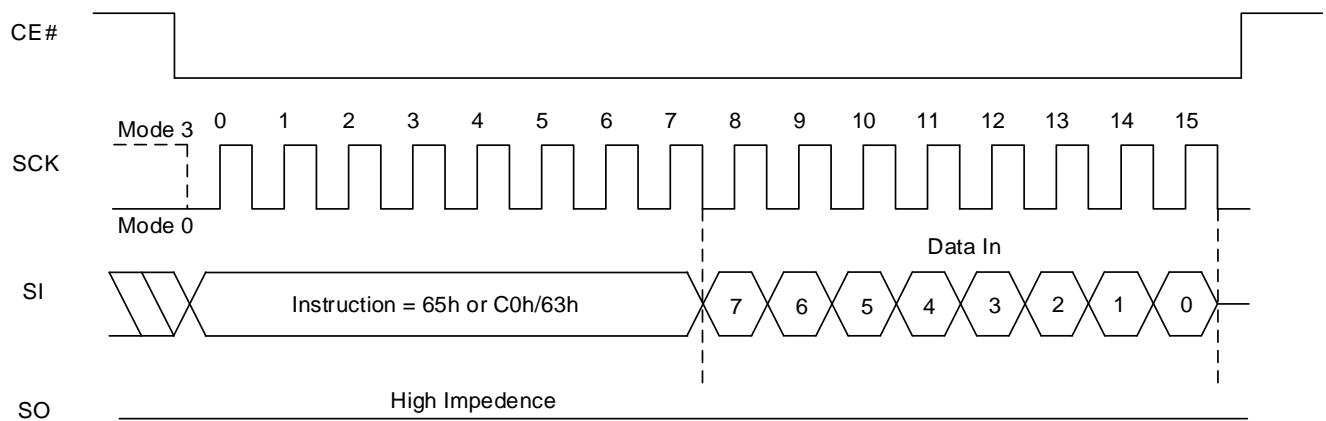 CE#
Mode 3
0 1 2 3 4 5 6 7 8 9 10 11 12 13 14 15
SCK
Mode 0
Data In
SI
Instruction = 65h or C0h/63h
7 6 5 4 3 2 1 0
High Impedence
SO